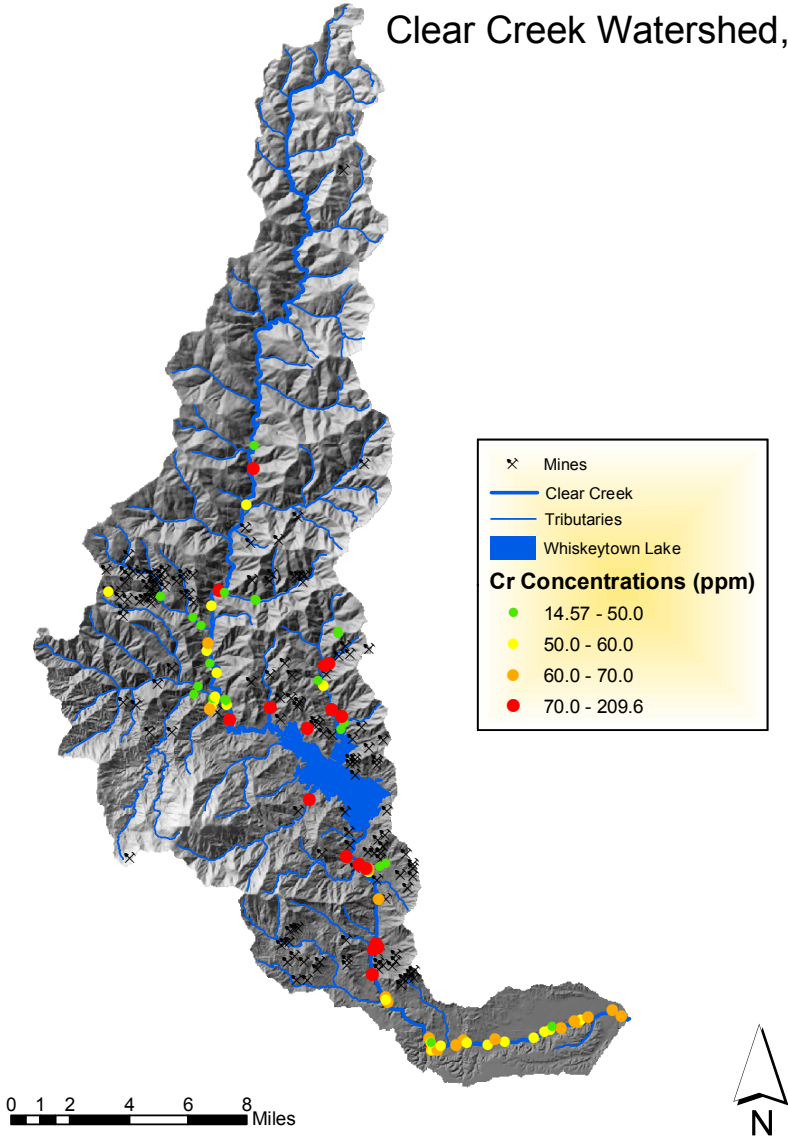 Clear Creek Watershed,
Mines
Clear Creek
Tributaries
Whiskeytown Lake
Cr Concentrations (ppm)
14.57 - 50.0
50.0 - 60.0
60.0 - 70.0
70.0 - 209.6
0 1 2 4 6 8
Miles
N